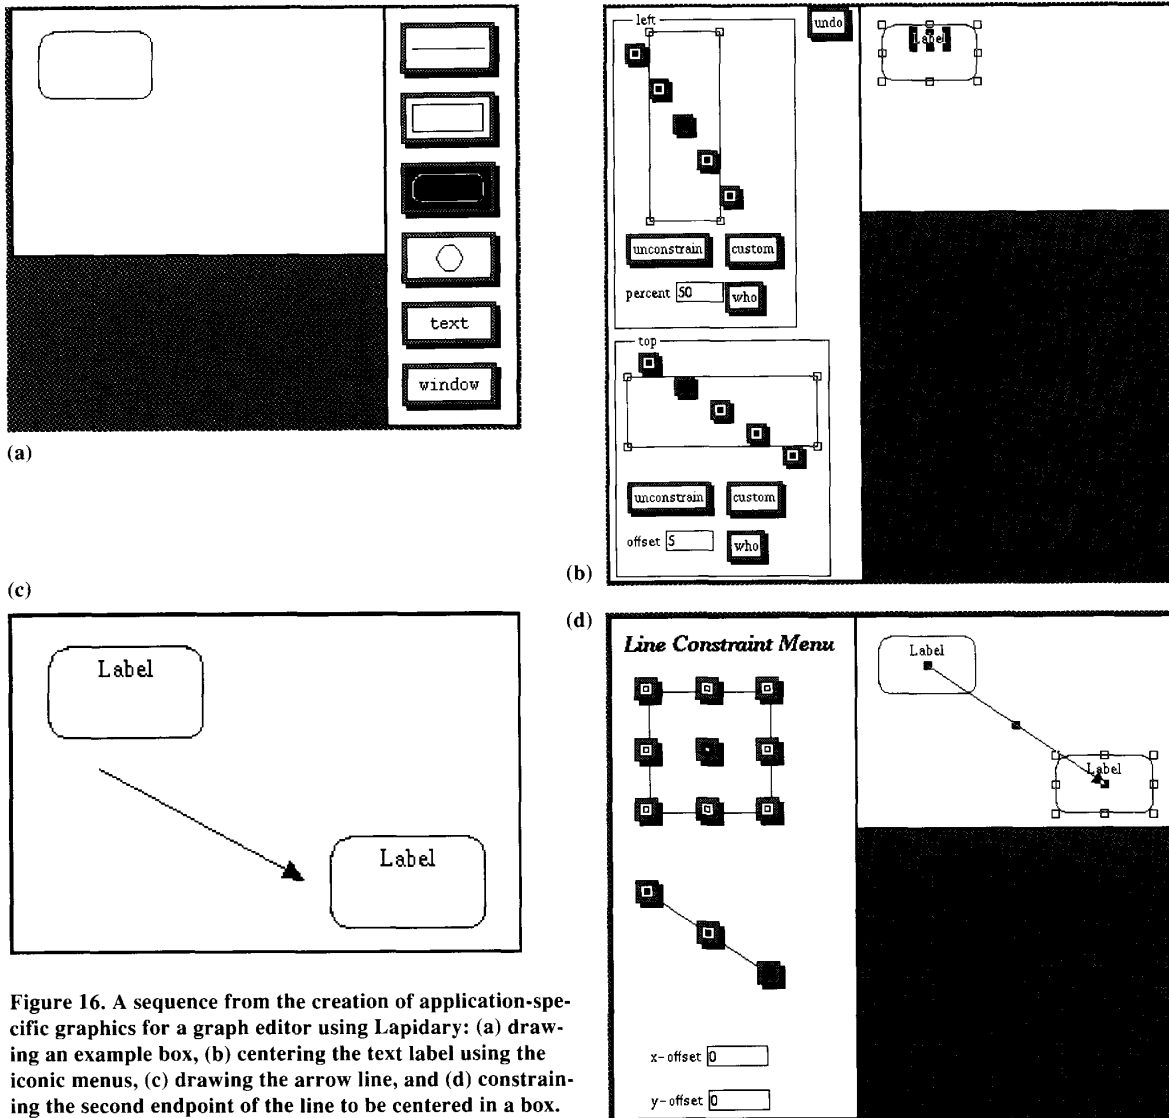 text
window
(a)
left
undo
Label
unconstrain custom
percent 50 who
top
unconstrain custom
offset 5 who
(b)
(c)
Label
Label
(d)
Line Constraint Menu
Label
Label
x-offset 0
y-offset 0
Figure 16. A sequence from the creation of application-spe-
cific graphics for a graph editor using Lapidary: (a) draw-
ing an example box, (b) centering the text label using the
iconic menus, (c) drawing the arrow line, and (d) constrain-
ing the second endpoint of the line to be centered in a box.